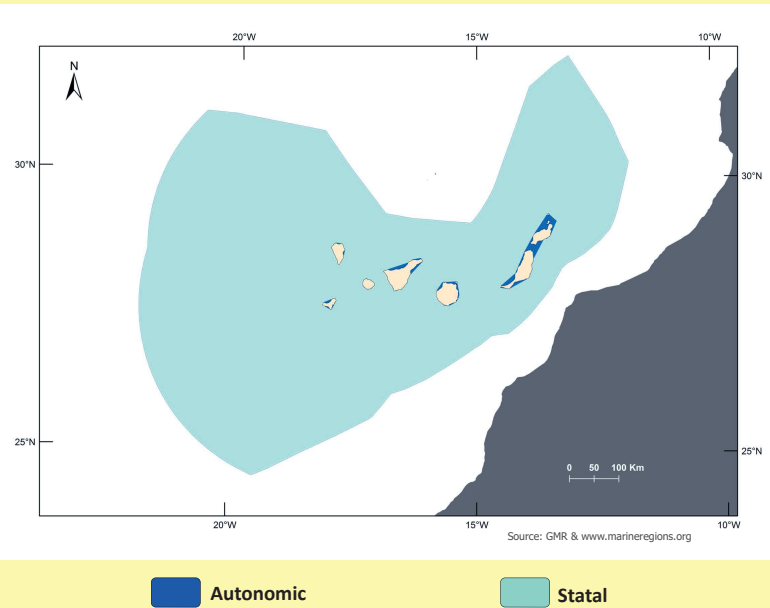 20°W 15°W 10°W
N
30°N 30°N
25°N 25°N
0 50 100 Km
20°W 15°W 10°W
Source: GMR & www.marineregions.org
Autonomic Statal